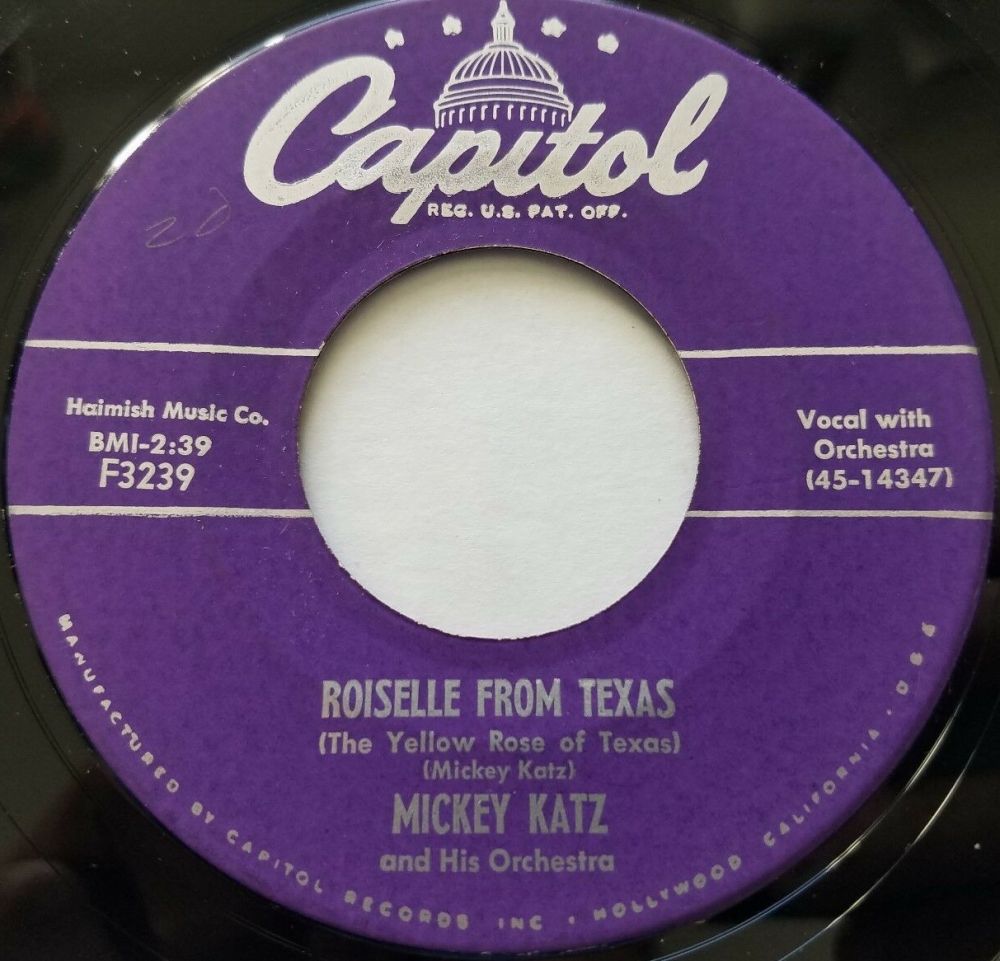 Capitol
REG. U.S. PAT. OFF.
20
Haimish Music Co.
BMI-2:39
F3239
Vocal with
Orchestra
(45-14347)
ROISELLE FROM TEXAS
(The Yellow Rose of Texas)
(Mickey Katz)
MICKEY KATZ
and His Orchestra
MANUFACTURED BY CAPITOL RECORDS INC • HOLLYWOOD CALIFORNIA • USA